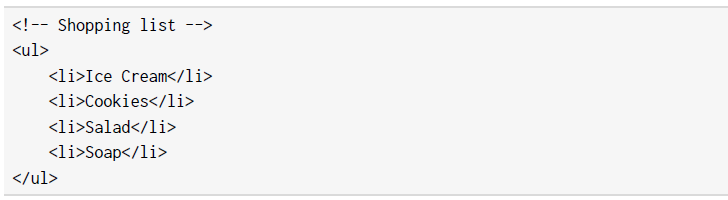 <!-- Shopping list -->
<ul>
    <li>Ice Cream</li>
    <li>Cookies</li>
    <li>Salad</li>
    <li>Soap</li>
</ul>